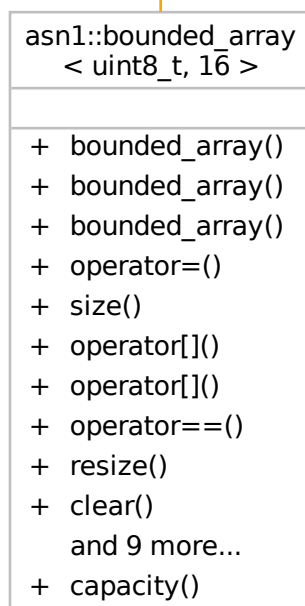 asn1::bounded_array
< uint8_t, 16 >
+ bounded_array()
+ bounded_array()
+ bounded_array()
+ operator=()
+ size()
+ operator[]()
+ operator[]()
+ operator==()
+ resize()
+ clear()
and 9 more...
+ capacity()